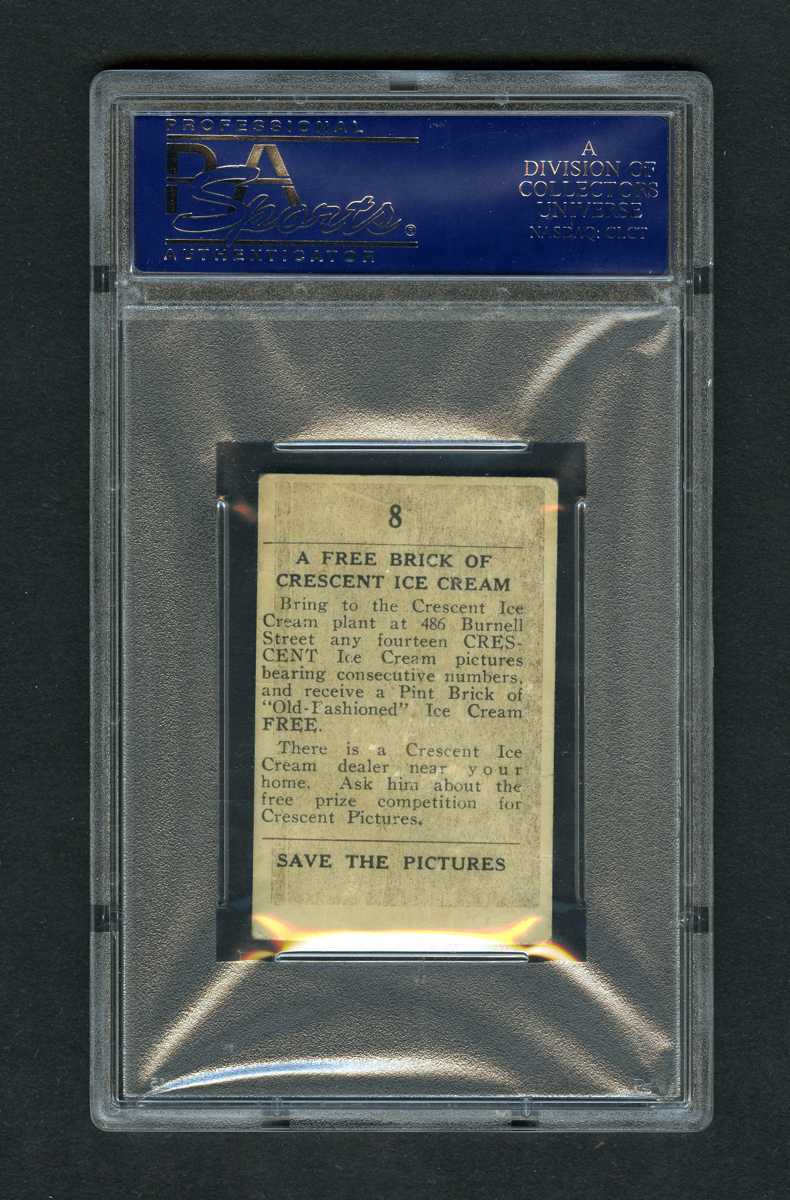 PROFESSIONAL
PSA
Sports®
AUTHENTICATOR
A
DIVISION OF
COLLECTORS
UNIVERSE
NASDAQ: CLCT
8
A FREE BRICK OF
CRESCENT ICE CREAM
Bring to the Crescent Ice
Cream plant at 486 Burnell
Street any fourteen CRES-
CENT Ice Cream pictures
bearing consecutive numbers,
and receive a Pint Brick of
"Old-Fashioned" Ice Cream
FREE.
There is a Crescent Ice
Cream dealer near your
home. Ask him about the
free prize competition for
Crescent Pictures.
SAVE THE PICTURES